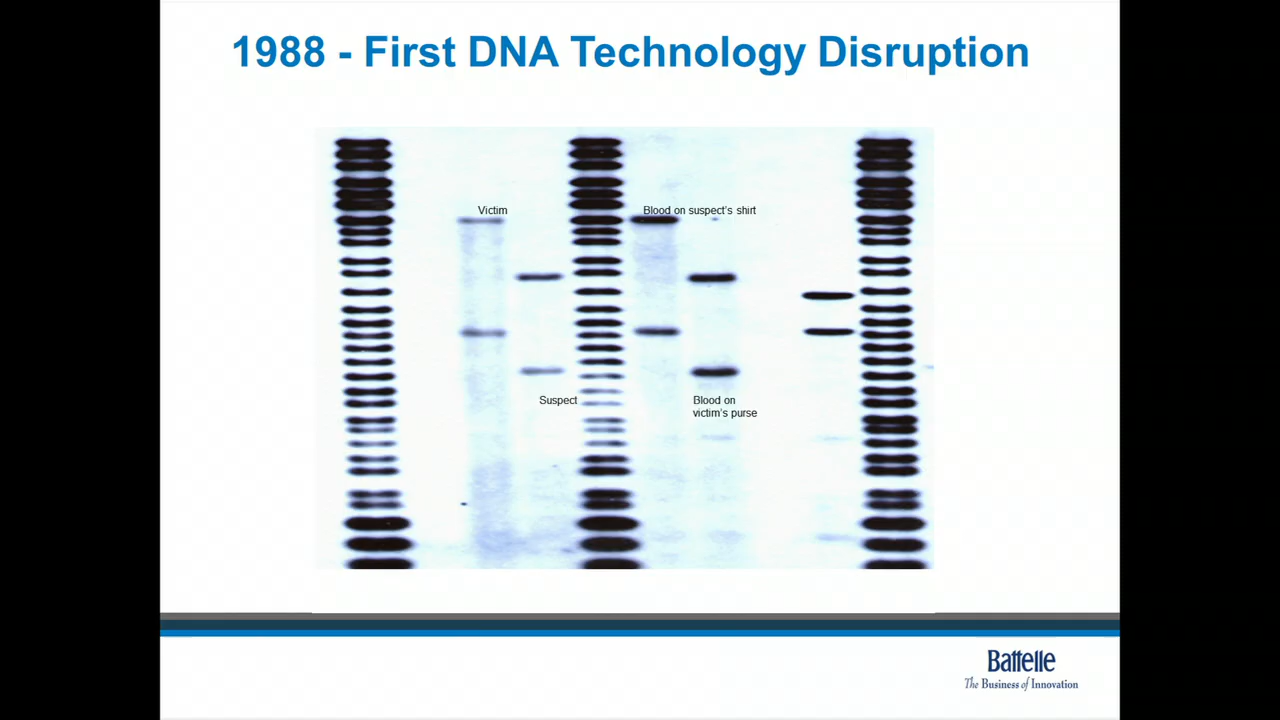 1988 - First DNA Technology Disruption
Victim
Blood on suspect's shirt
Suspect
Blood on
victim's purse
Battelle
The Business of Innovation